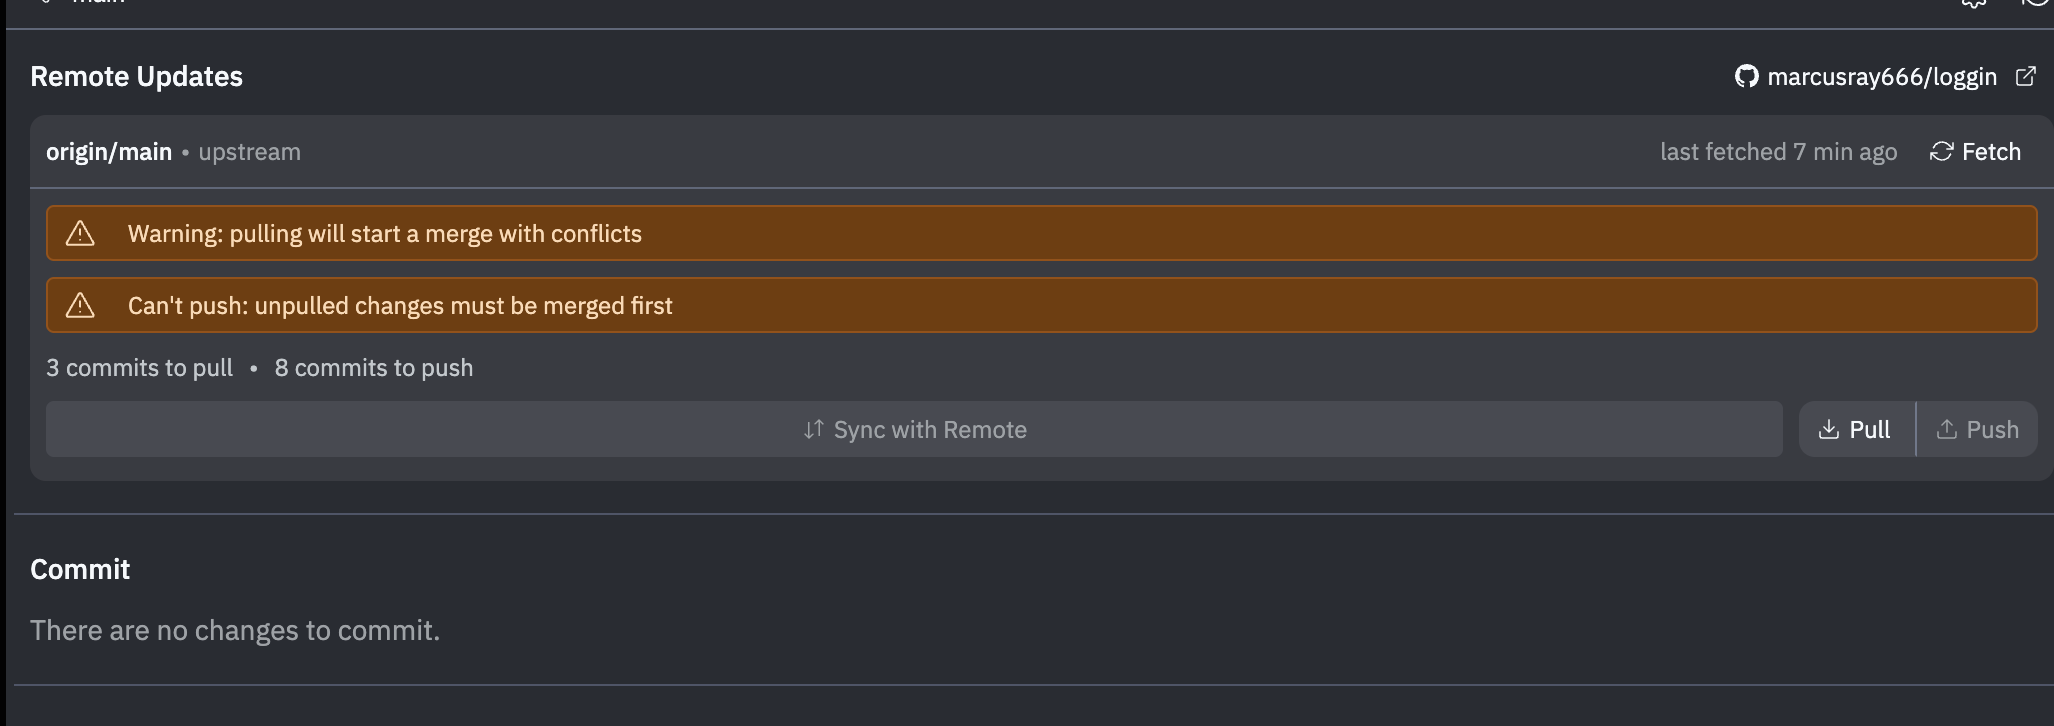 main
Remote Updates
marcusray666/loggin
origin/main • upstream
last fetched 7 min ago
Fetch
Warning: pulling will start a merge with conflicts
Can't push: unpulled changes must be merged first
3 commits to pull • 8 commits to push
Sync with Remote
Pull
Push
Commit
There are no changes to commit.